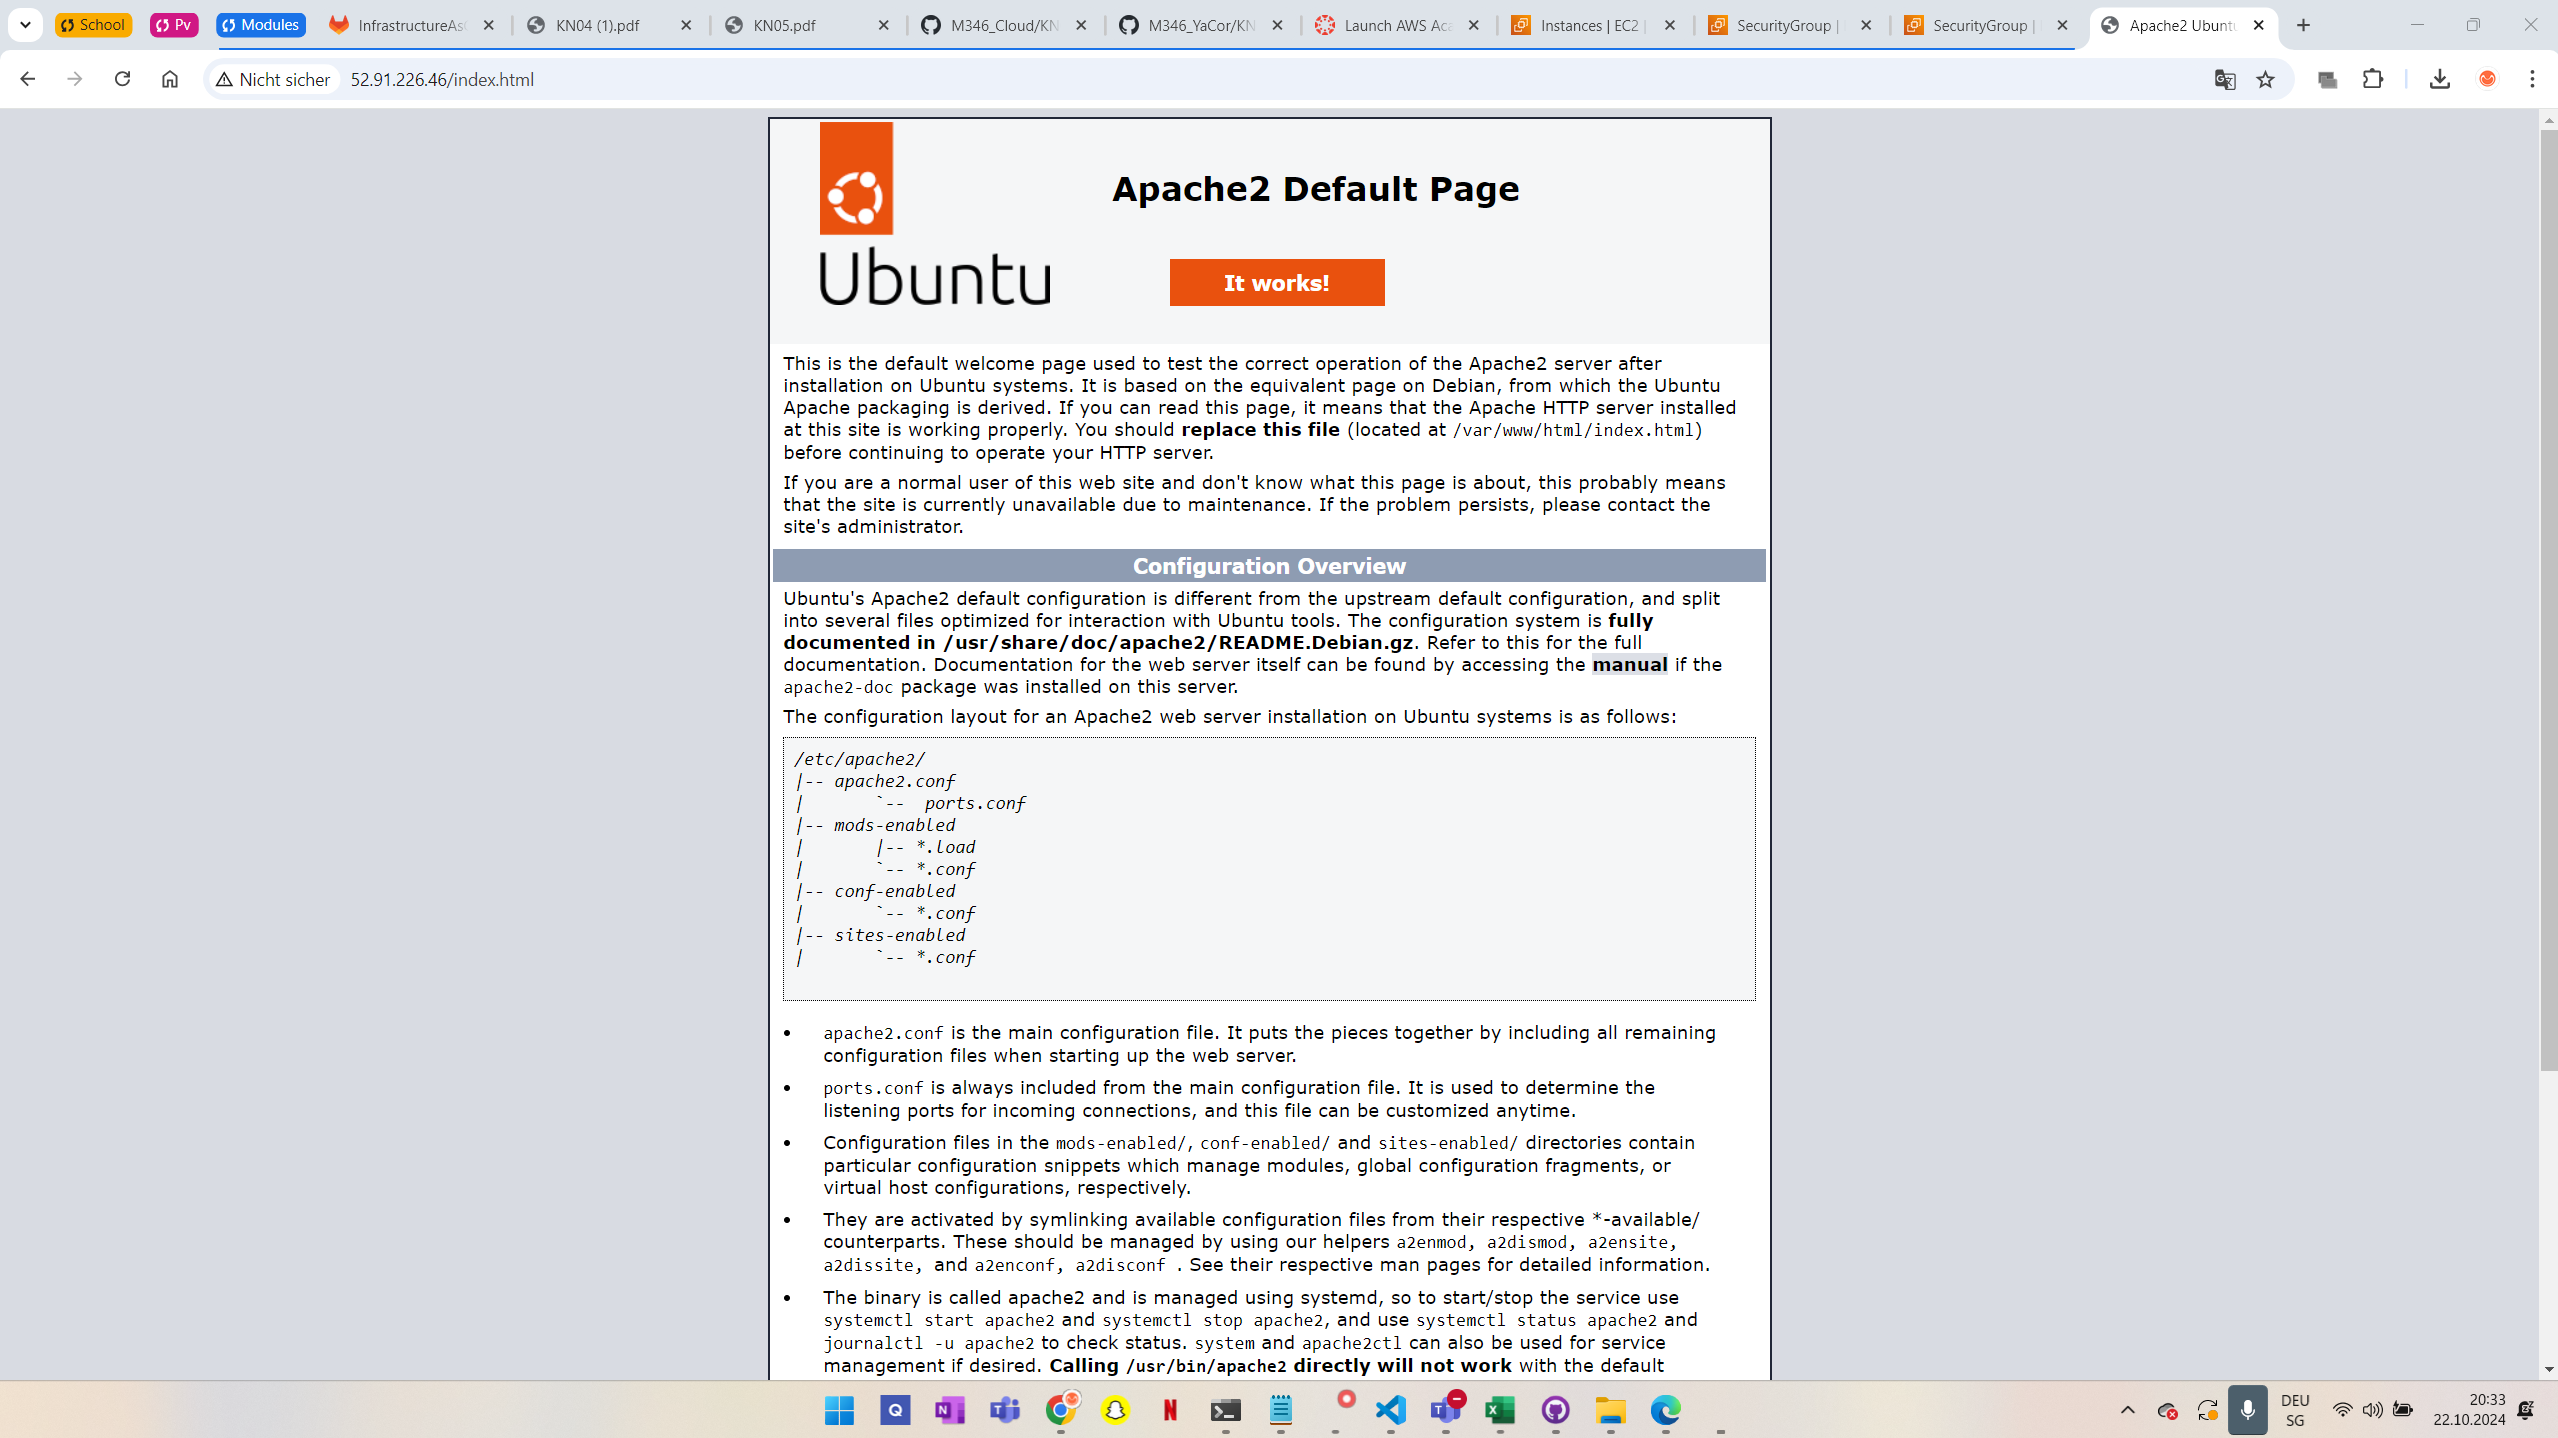 School
Pv
Modules
InfrastructureAs
KN04 (1).pdf
KN05.pdf
M346_Cloud/KN
M346_YaCor/KN
Launch AWS Aca
Instances | EC2 |
SecurityGroup |
SecurityGroup |
Apache2 Ubuntu
Nicht sicher
52.91.226.46/index.html
Ubuntu
Apache2 Default Page
It works!
This is the default welcome page used to test the correct operation of the Apache2 server after
installation on Ubuntu systems. It is based on the equivalent page on Debian, from which the Ubuntu
Apache packaging is derived. If you can read this page, it means that the Apache HTTP server installed
at this site is working properly. You should replace this file (located at /var/www/html/index.html)
before continuing to operate your HTTP server.
If you are a normal user of this web site and don't know what this page is about, this probably means
that the site is currently unavailable due to maintenance. If the problem persists, please contact the
site's administrator.
Configuration Overview
Ubuntu's Apache2 default configuration is different from the upstream default configuration, and split
into several files optimized for interaction with Ubuntu tools. The configuration system is fully
documented in /usr/share/doc/apache2/README.Debian.gz. Refer to this for the full
documentation. Documentation for the web server itself can be found by accessing the manual if the
apache2-doc package was installed on this server.
The configuration layout for an Apache2 web server installation on Ubuntu systems is as follows:
/etc/apache2/
|-- apache2.conf
|       `--  ports.conf
|-- mods-enabled
|       |-- *.load
|       `-- *.conf
|-- conf-enabled
|       `-- *.conf
|-- sites-enabled
|       `-- *.conf
• apache2.conf is the main configuration file. It puts the pieces together by including all remaining
configuration files when starting up the web server.
• ports.conf is always included from the main configuration file. It is used to determine the
listening ports for incoming connections, and this file can be customized anytime.
• Configuration files in the mods-enabled/, conf-enabled/ and sites-enabled/ directories contain
particular configuration snippets which manage modules, global configuration fragments, or
virtual host configurations, respectively.
• They are activated by symlinking available configuration files from their respective *-available/
counterparts. These should be managed by using our helpers a2enmod, a2dismod, a2ensite,
a2dissite, and a2enconf, a2disconf . See their respective man pages for detailed information.
• The binary is called apache2 and is managed using systemd, so to start/stop the service use
systemctl start apache2 and systemctl stop apache2, and use systemctl status apache2 and
journalctl -u apache2 to check status. system and apache2ctl can also be used for service
management if desired. Calling /usr/bin/apache2 directly will not work with the default
DEU
SG
20:33
22.10.2024